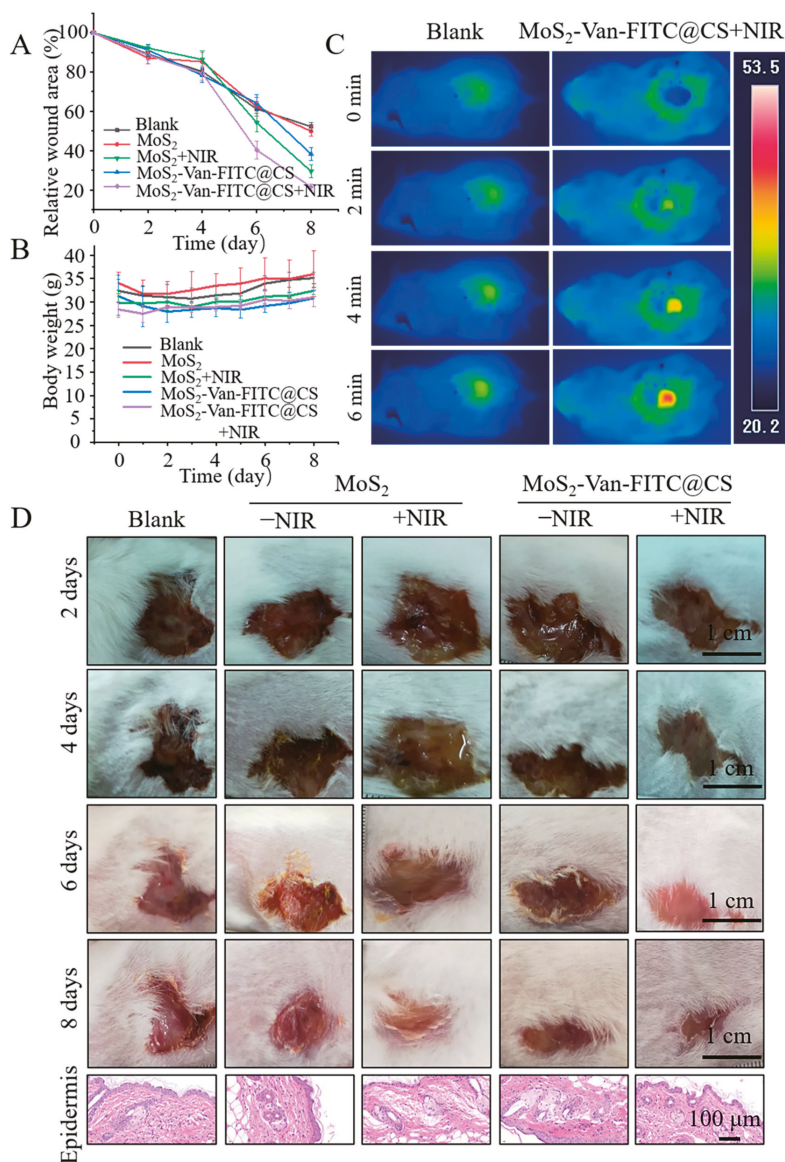 A
Relative wound area (%)
100
80
60
40
20
Blank
MoS2
MoS2+NIR
MoS2-Van-FITC@CS
MoS2-Van-FITC@CS+NIR
0 2 4 6 8
Time (day)
B
Body weight (g)
40
35
30
25
20
15
10
5
0
Blank
MoS2
MoS2+NIR
MoS2-Van-FITC@CS
MoS2-Van-FITC@CS
+NIR
0 2 4 6 8
Time (day)
C
Blank MoS2-Van-FITC@CS+NIR
0 min
2 min
4 min
6 min
53.5
20.2
D
MoS2 MoS2-Van-FITC@CS
Blank −NIR +NIR −NIR +NIR
2 days
1 cm
4 days
1 cm
6 days
1 cm
8 days
1 cm
Epidermis
100 μm